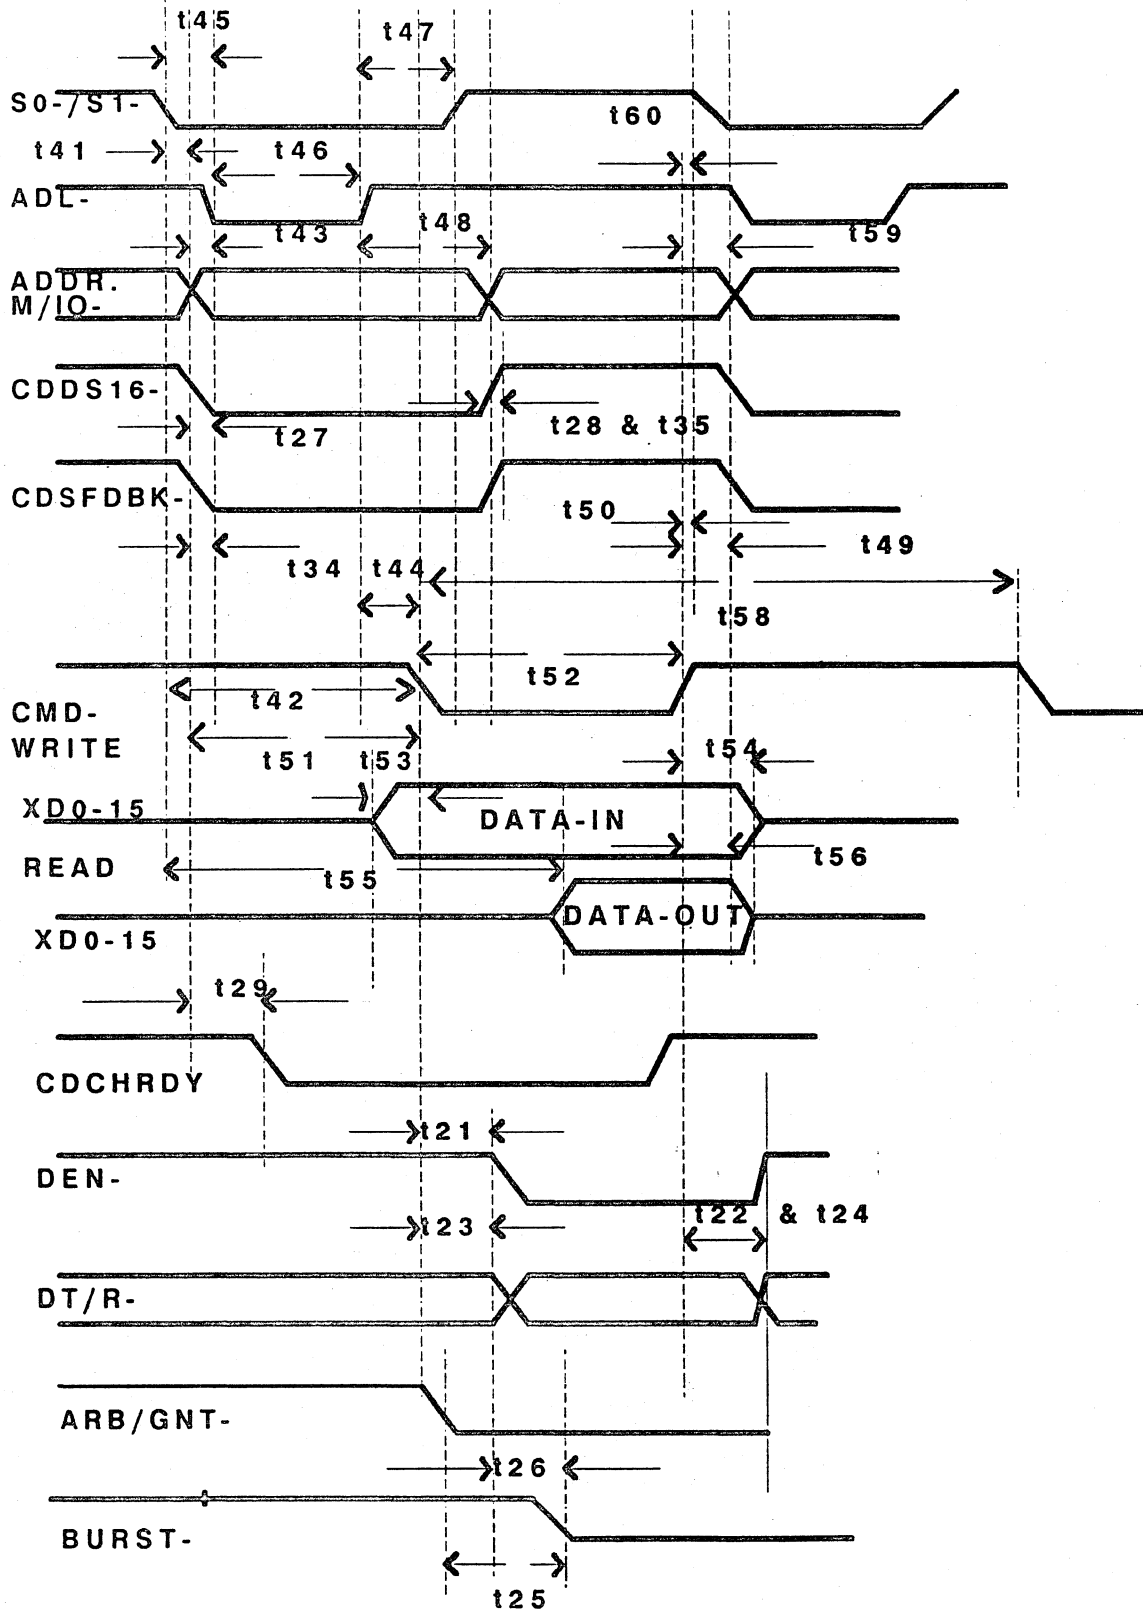 t45
t47
S0-/S1-
t60
t41
t46
ADL-
t43
t48
t59
ADDR.
M/IO-
CDDS16-
t28 & t35
t27
CDSFDBK-
t50
t49
t34
t44
t58
t52
t42
CMD-
WRITE
t51
t53
t54
XD0-15
DATA-IN
READ
t55
t56
DATA-OUT
XD0-15
t29
CDCHRDY
t21
DEN-
t22 & t24
t23
DT/R-
ARB/GNT-
t26
BURST-
t25